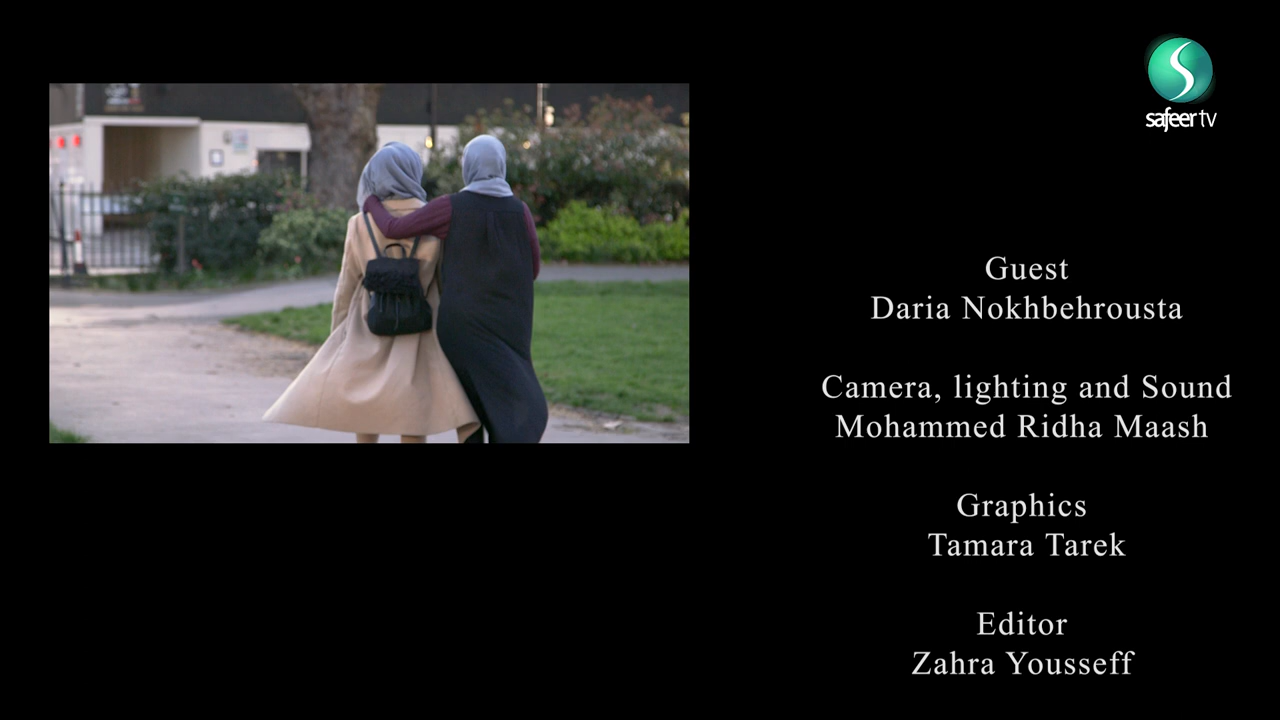 safeer tv
Guest
Daria Nokhbehrousta
Camera, lighting and Sound
Mohammed Ridha Maash
Graphics
Tamara Tarek
Editor
Zahra Yousseff